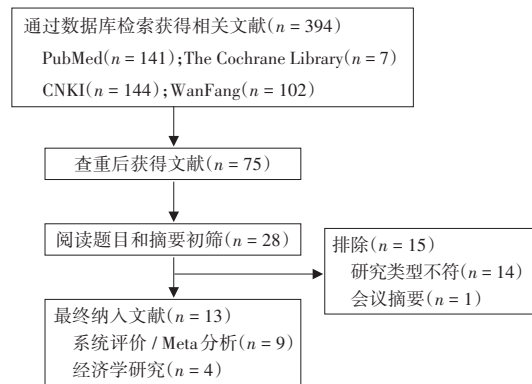 通过数据库检索获得相关文献(n = 394)
PubMed(n = 141);The Cochrane Library(n = 7)
CNKI(n = 144);WanFang(n = 102)
查重后获得文献(n = 75)
阅读题目和摘要初筛(n = 28)
排除(n = 15)
研究类型不符(n = 14)
会议摘要(n = 1)
最终纳入文献(n = 13)
系统评价 / Meta分析(n = 9)
经济学研究(n = 4)